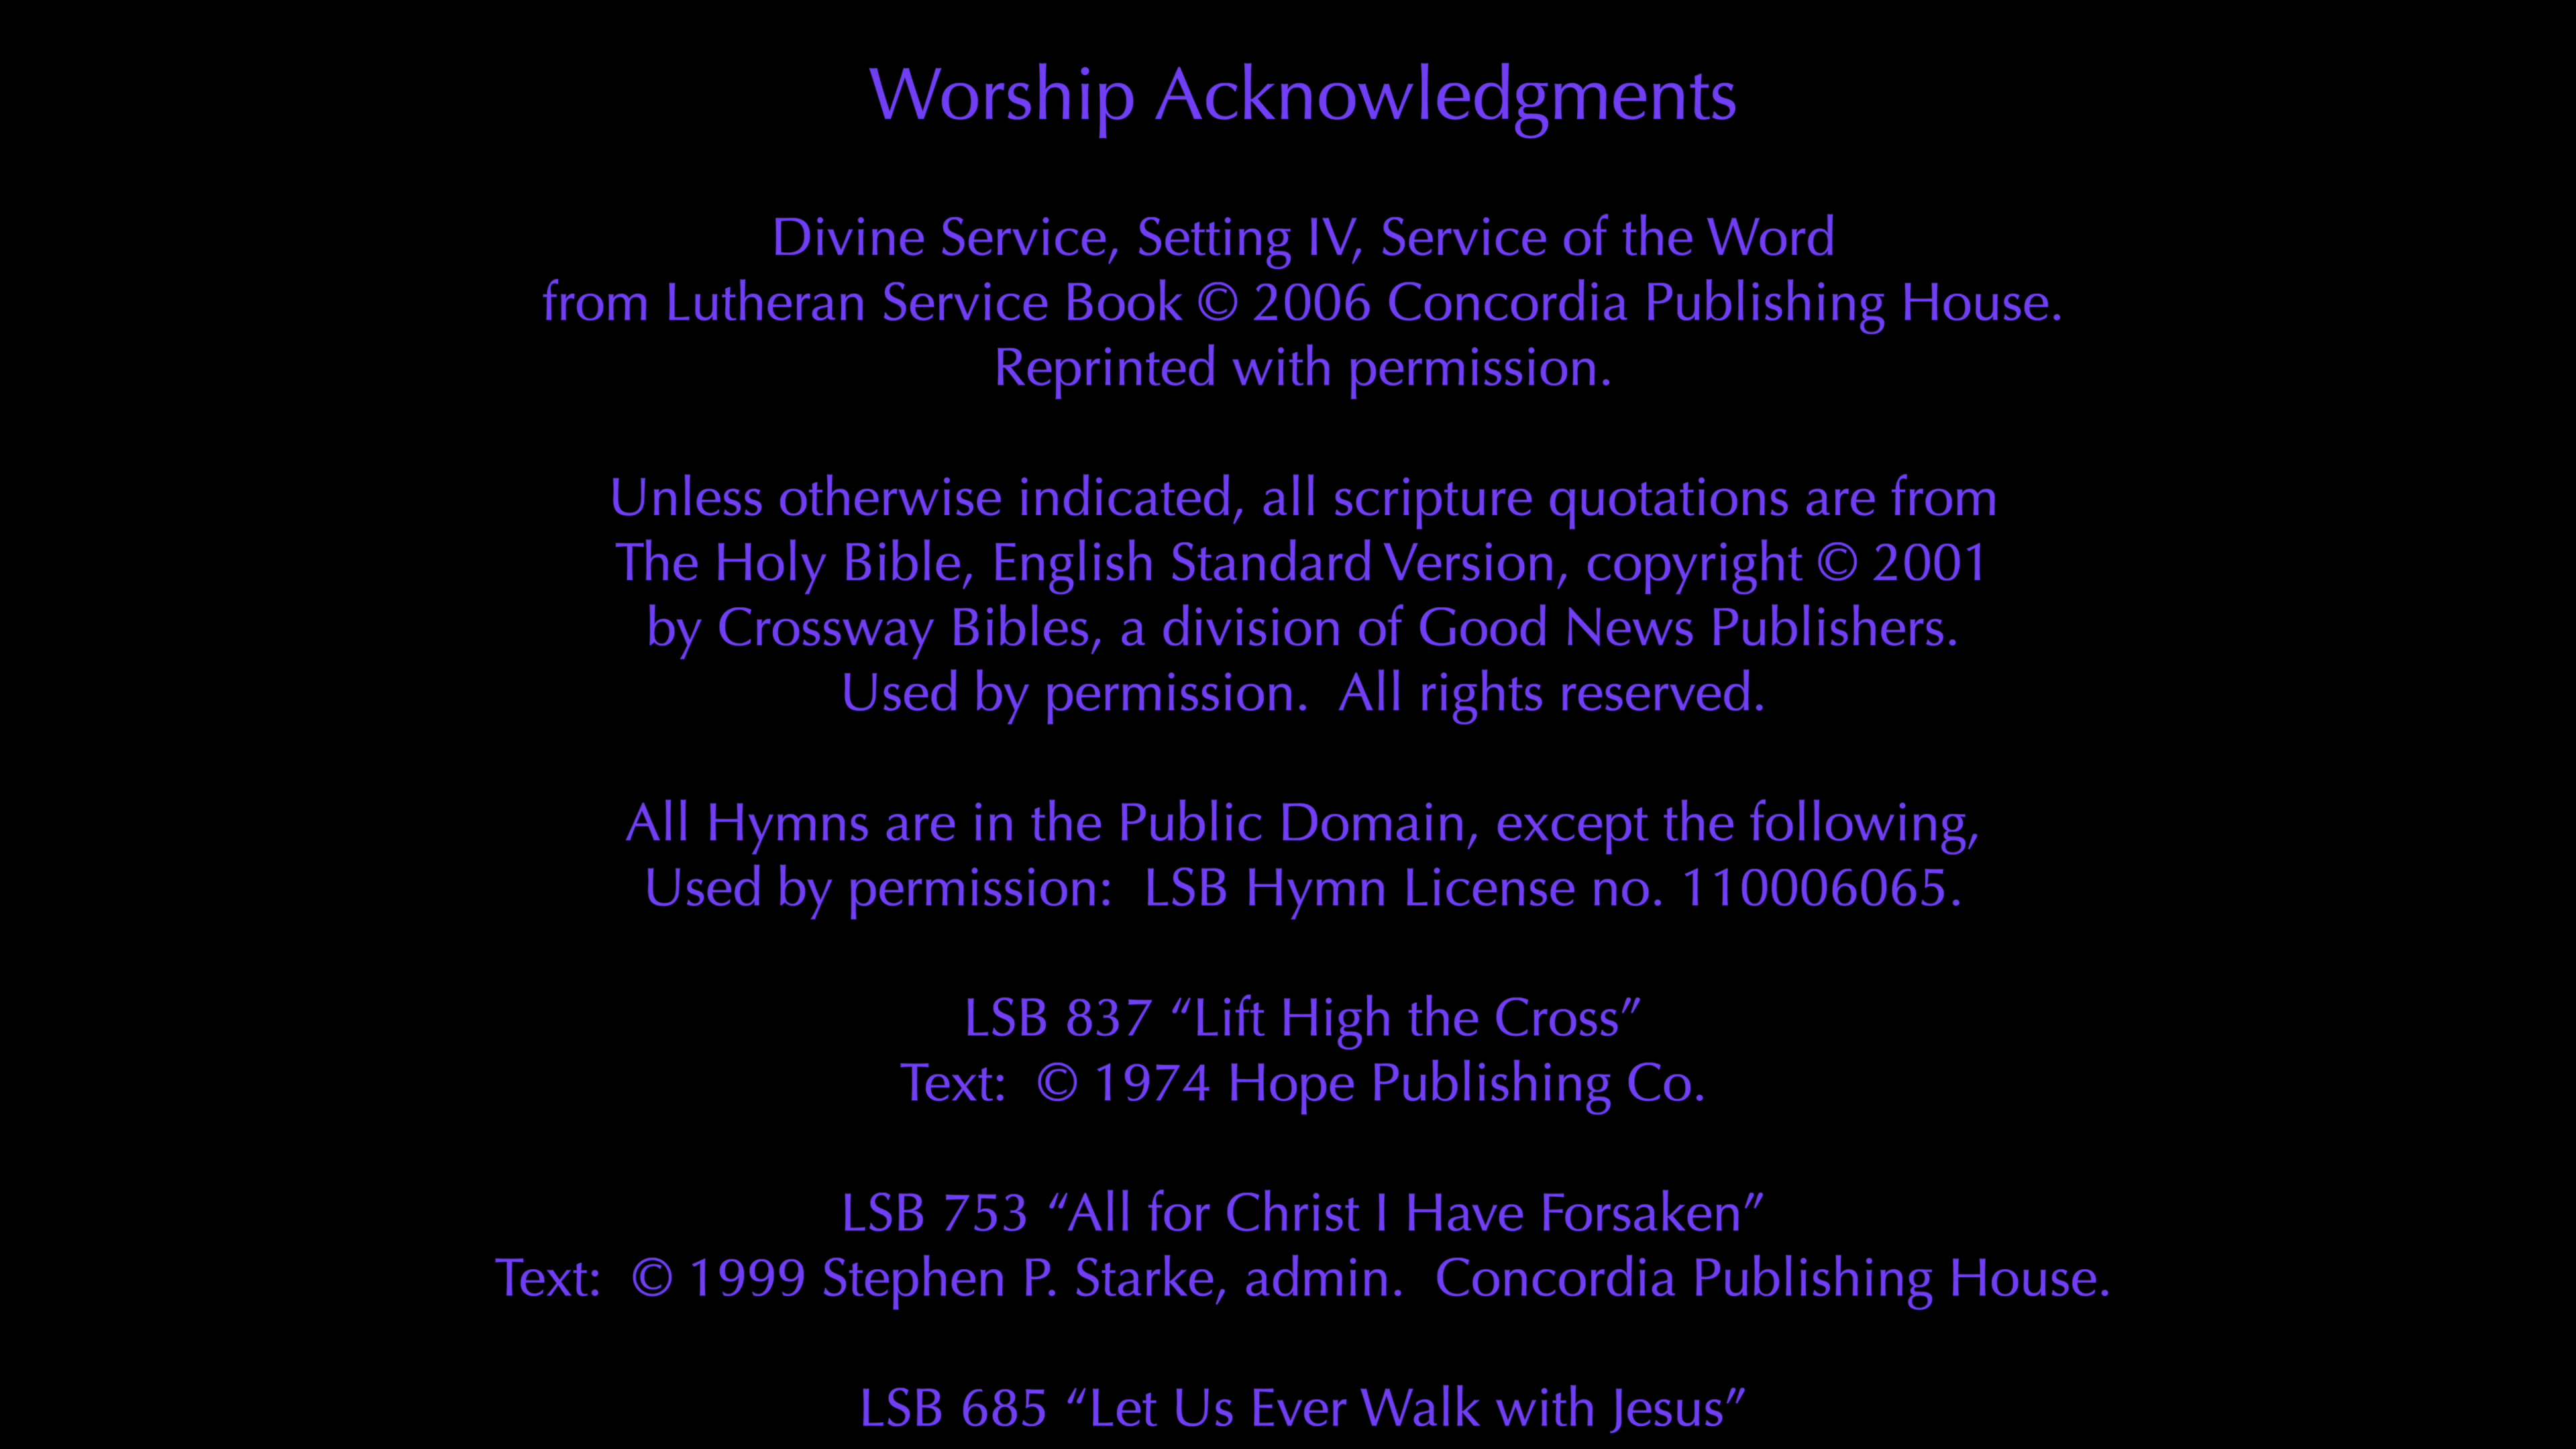 Worship Acknowledgments
Divine Service, Setting IV, Service of the Word
from Lutheran Service Book © 2006 Concordia Publishing House.
Reprinted with permission.
Unless otherwise indicated, all scripture quotations are from
The Holy Bible, English Standard Version, copyright © 2001
by Crossway Bibles, a division of Good News Publishers.
Used by permission.  All rights reserved.
All Hymns are in the Public Domain, except the following,
Used by permission:  LSB Hymn License no. 110006065.
LSB 837 “Lift High the Cross”
Text:  © 1974 Hope Publishing Co.
LSB 753 “All for Christ I Have Forsaken”
Text:  © 1999 Stephen P. Starke, admin.  Concordia Publishing House.
LSB 685 “Let Us Ever Walk with Jesus”